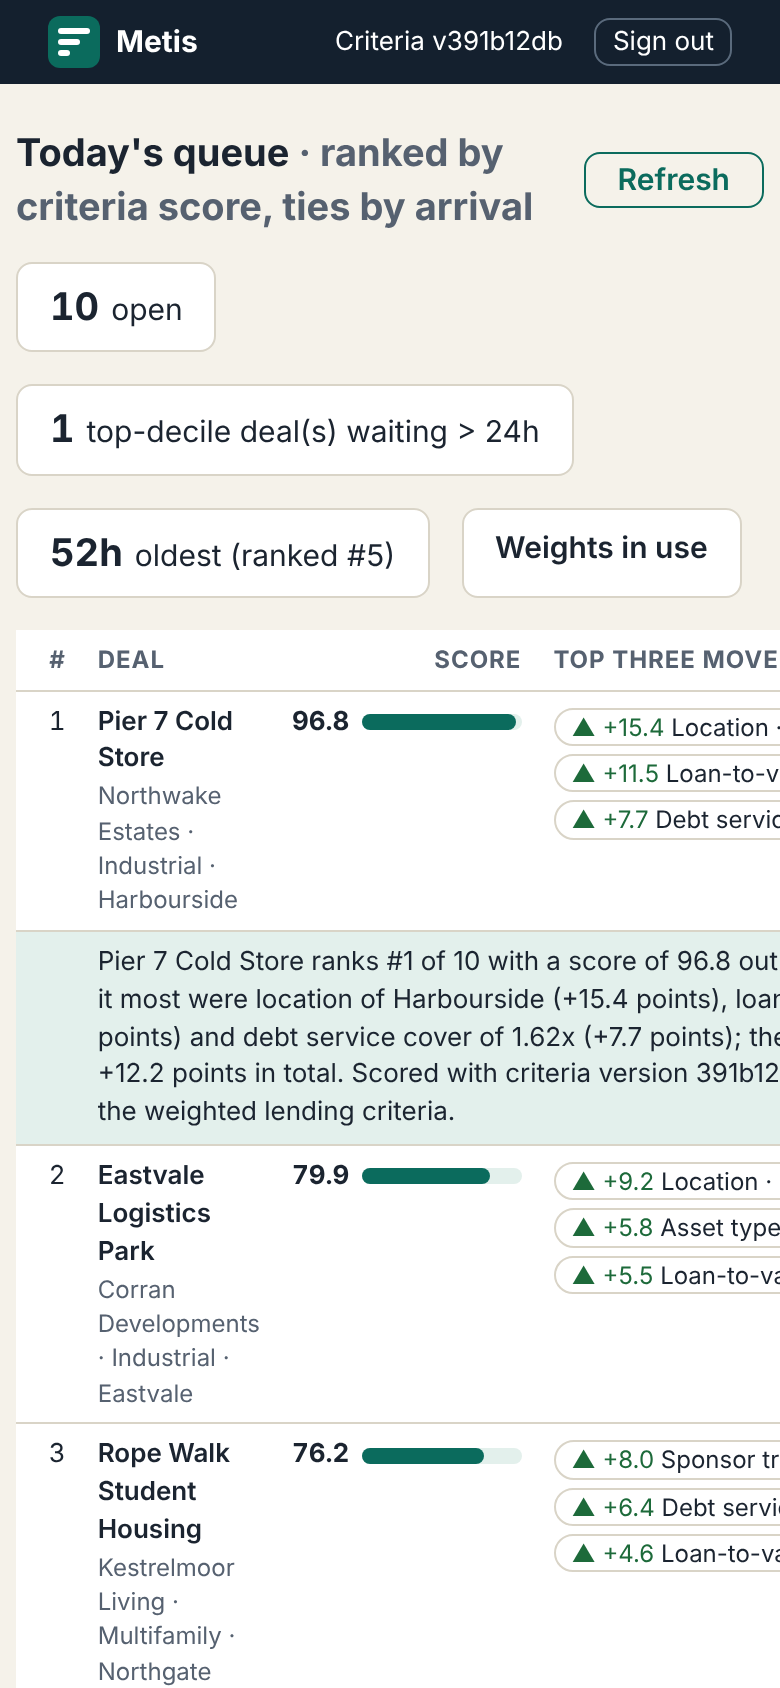 Metis
Criteria v391b12db
Sign out
Today's queue · ranked by
criteria score, ties by arrival
Refresh
10 open
1 top-decile deal(s) waiting > 24h
52h oldest (ranked #5)
Weights in use
# DEAL SCORE TOP THREE MOVE
1 Pier 7 Cold
Store
96.8
Northwake
Estates ·
Industrial ·
Harbourside
▲ +15.4 Location ·
▲ +11.5 Loan-to-v
▲ +7.7 Debt servic
Pier 7 Cold Store ranks #1 of 10 with a score of 96.8 out
it most were location of Harbourside (+15.4 points), loan
points) and debt service cover of 1.62x (+7.7 points); the
+12.2 points in total. Scored with criteria version 391b12
the weighted lending criteria.
2 Eastvale
Logistics
Park
79.9
Corran
Developments
· Industrial ·
Eastvale
▲ +9.2 Location ·
▲ +5.8 Asset type
▲ +5.5 Loan-to-va
3 Rope Walk
Student
Housing
76.2
Kestrelmoor
Living ·
Multifamily ·
Northgate
▲ +8.0 Sponsor tr
▲ +6.4 Debt servi
▲ +4.6 Loan-to-va